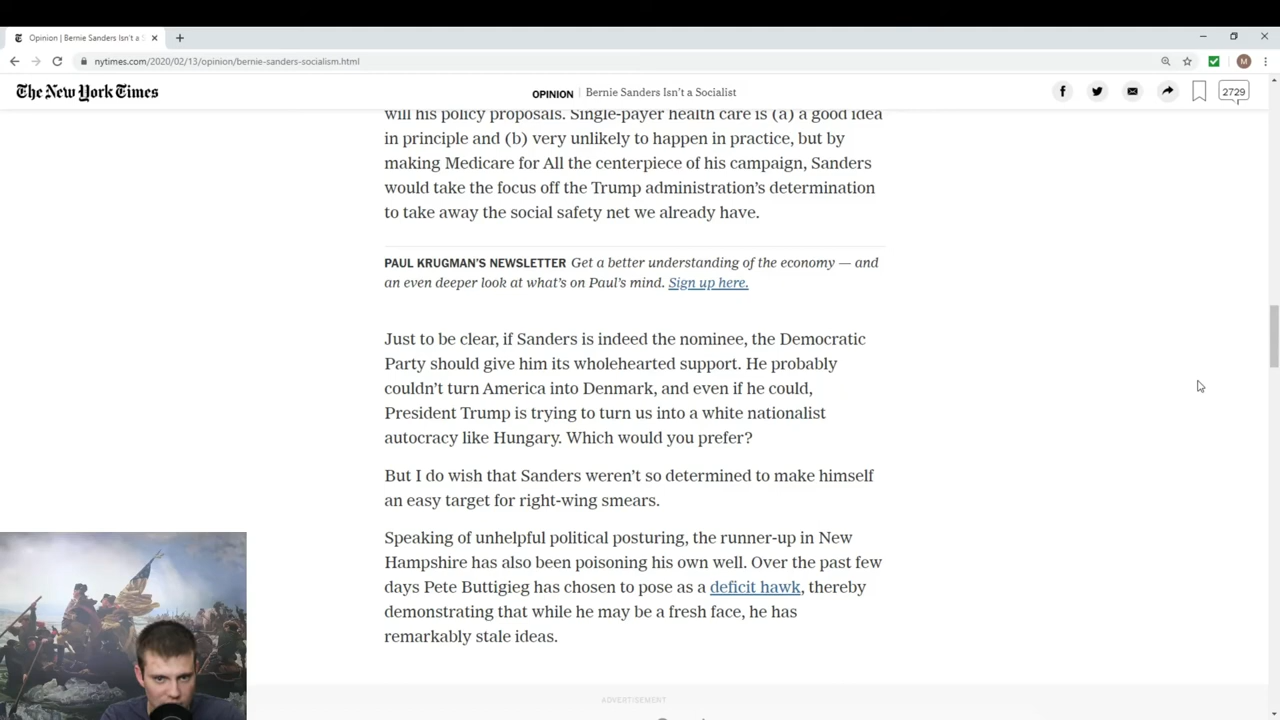 Opinion | Bernie Sanders Isn't a S
nytimes.com/2020/02/13/opinion/bernie-sanders-socialism.html
M
The New York Times
OPINION | Bernie Sanders Isn't a Socialist
2729
will his policy proposals. Single-payer health care is (a) a good idea
in principle and (b) very unlikely to happen in practice, but by
making Medicare for All the centerpiece of his campaign, Sanders
would take the focus off the Trump administration's determination
to take away the social safety net we already have.
PAUL KRUGMAN'S NEWSLETTER Get a better understanding of the economy — and
an even deeper look at what's on Paul's mind. Sign up here.
Just to be clear, if Sanders is indeed the nominee, the Democratic
Party should give him its wholehearted support. He probably
couldn't turn America into Denmark, and even if he could,
President Trump is trying to turn us into a white nationalist
autocracy like Hungary. Which would you prefer?
But I do wish that Sanders weren't so determined to make himself
an easy target for right-wing smears.
Speaking of unhelpful political posturing, the runner-up in New
Hampshire has also been poisoning his own well. Over the past few
days Pete Buttigieg has chosen to pose as a deficit hawk, thereby
demonstrating that while he may be a fresh face, he has
remarkably stale ideas.
ADVERTISEMENT